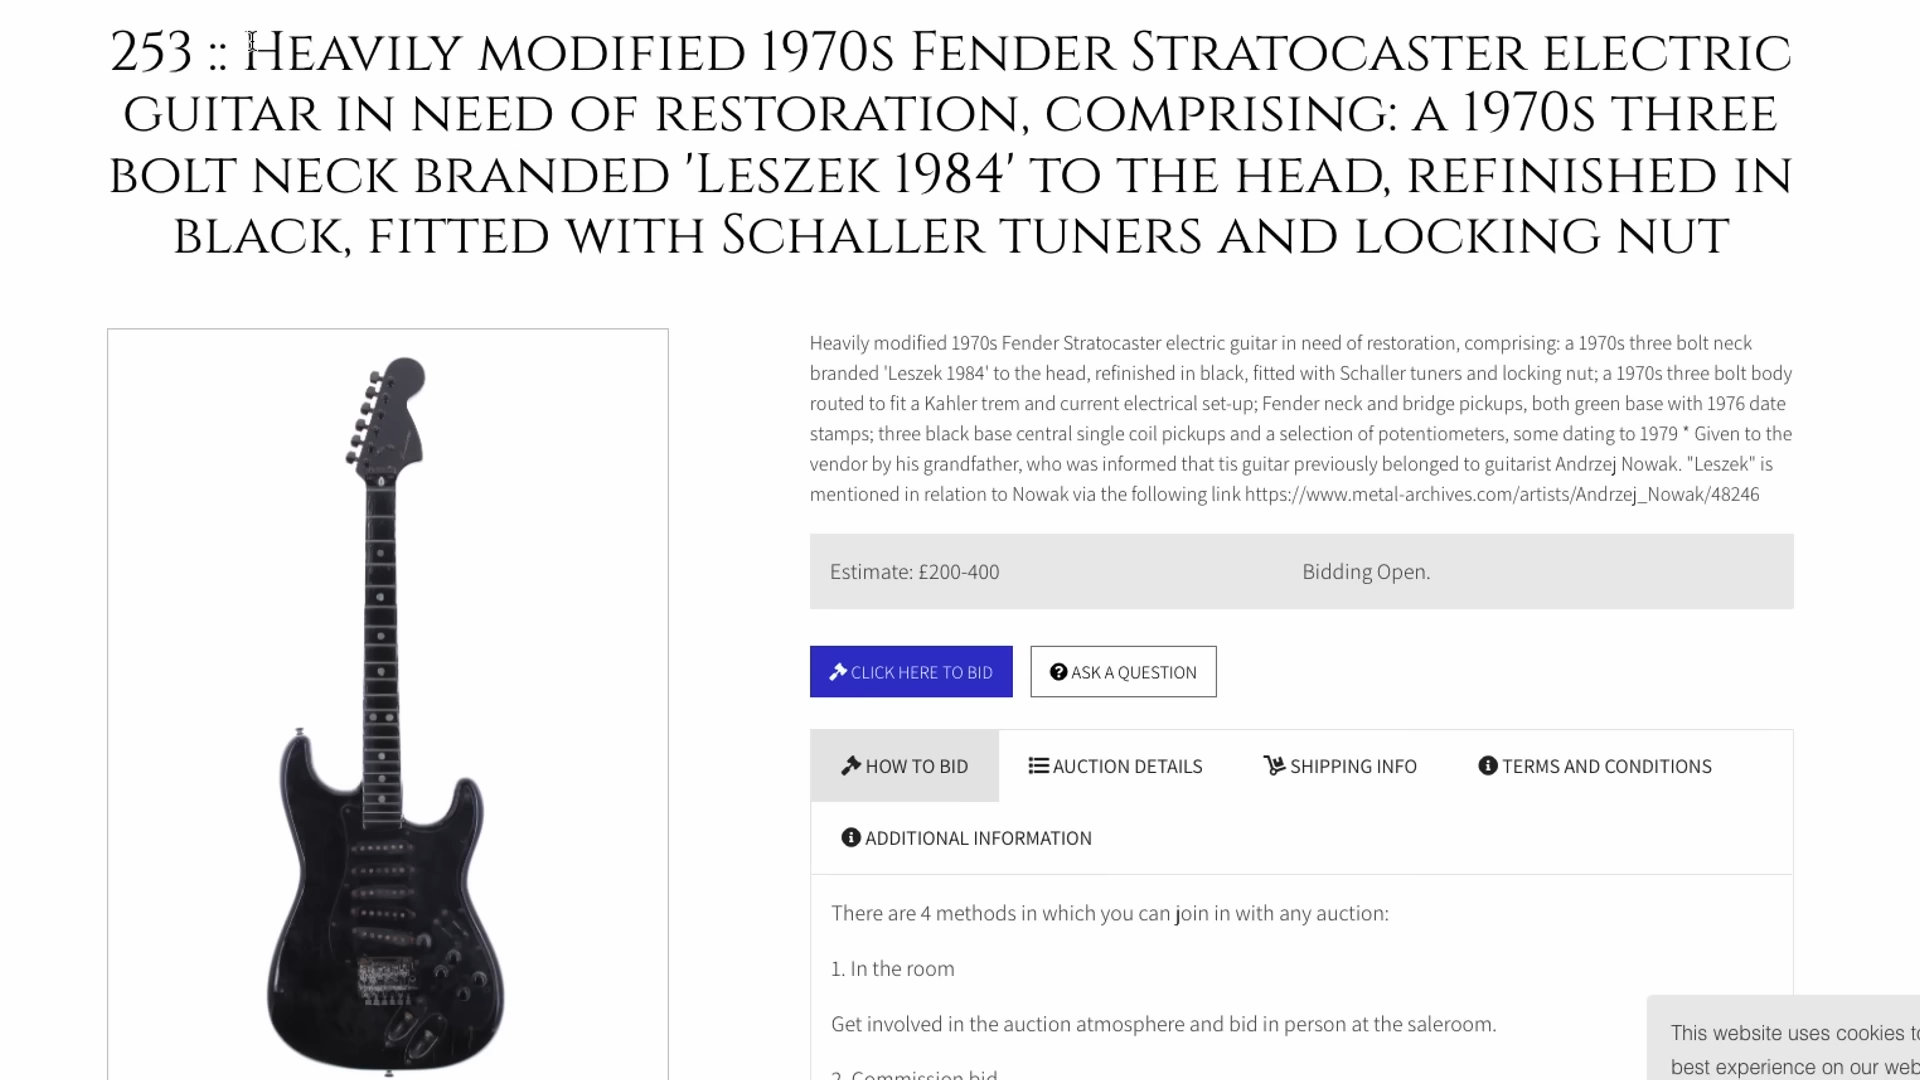 253 :: Heavily modified 1970s Fender Stratocaster electric
guitar in need of restoration, comprising: a 1970s three
bolt neck branded 'Leszek 1984' to the head, refinished in
black, fitted with Schaller tuners and locking nut
Heavily modified 1970s Fender Stratocaster electric guitar in need of restoration, comprising: a 1970s three bolt neck
branded 'Leszek 1984' to the head, refinished in black, fitted with Schaller tuners and locking nut; a 1970s three bolt body
routed to fit a Kahler trem and current electrical set-up; Fender neck and bridge pickups, both green base with 1976 date
stamps; three black base central single coil pickups and a selection of potentiometers, some dating to 1979 * Given to the
vendor by his grandfather, who was informed that tis guitar previously belonged to guitarist Andrzej Nowak. "Leszek" is
mentioned in relation to Nowak via the following link https://www.metal-archives.com/artists/Andrzej_Nowak/48246
Estimate: £200-400
Bidding Open.
CLICK HERE TO BID
ASK A QUESTION
HOW TO BID
AUCTION DETAILS
SHIPPING INFO
TERMS AND CONDITIONS
ADDITIONAL INFORMATION
There are 4 methods in which you can join in with any auction:
1. In the room
Get involved in the auction atmosphere and bid in person at the saleroom.
2. Commission bid
This website uses cookies to
best experience on our web